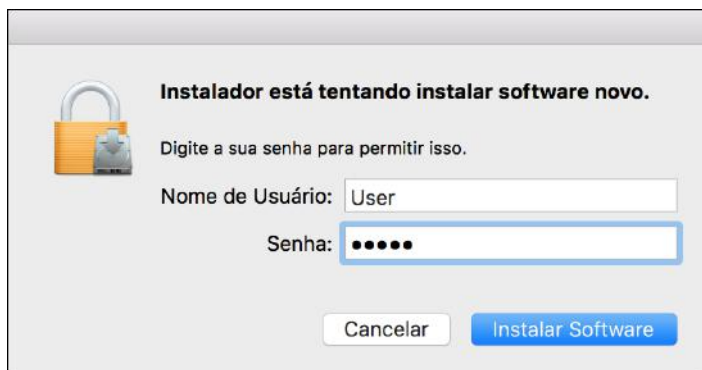 Instalador está tentando instalar software novo.
Digite a sua senha para permitir isso.
Nome de Usuário: User
Senha: •••••
Cancelar Instalar Software